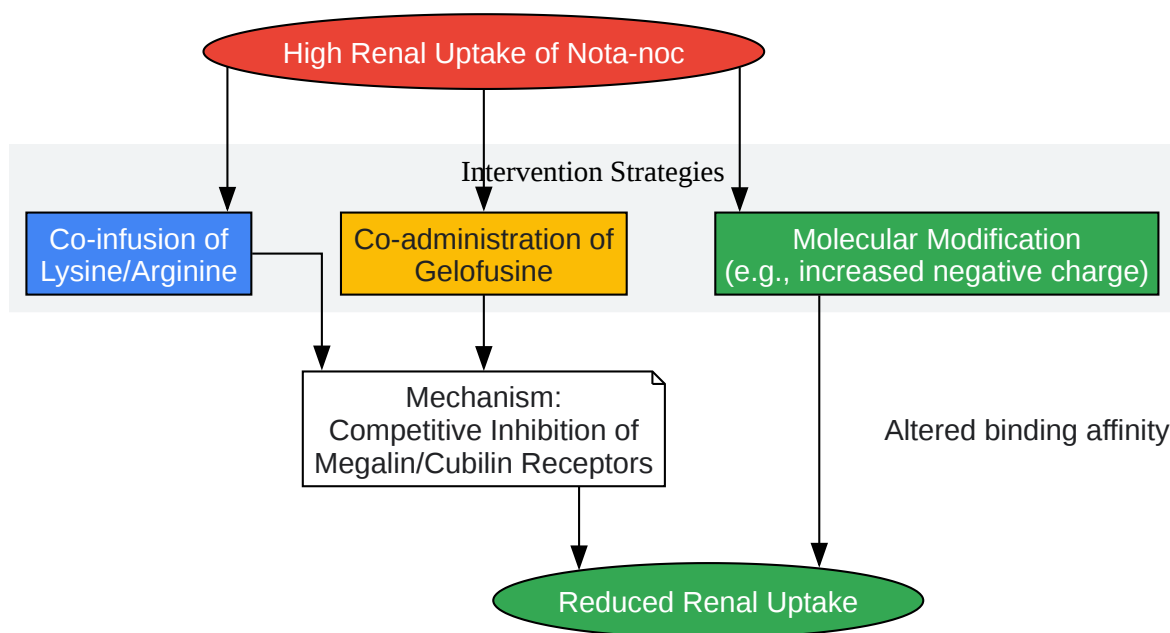 High Renal Uptake of Nota-noc
Intervention Strategies
Co-infusion of
Lysine/Arginine
Co-administration of
Gelofusine
Molecular Modification
(e.g., increased negative charge)
Mechanism:
Competitive Inhibition of
Megalin/Cubilin Receptors
Altered binding affinity
Reduced Renal Uptake